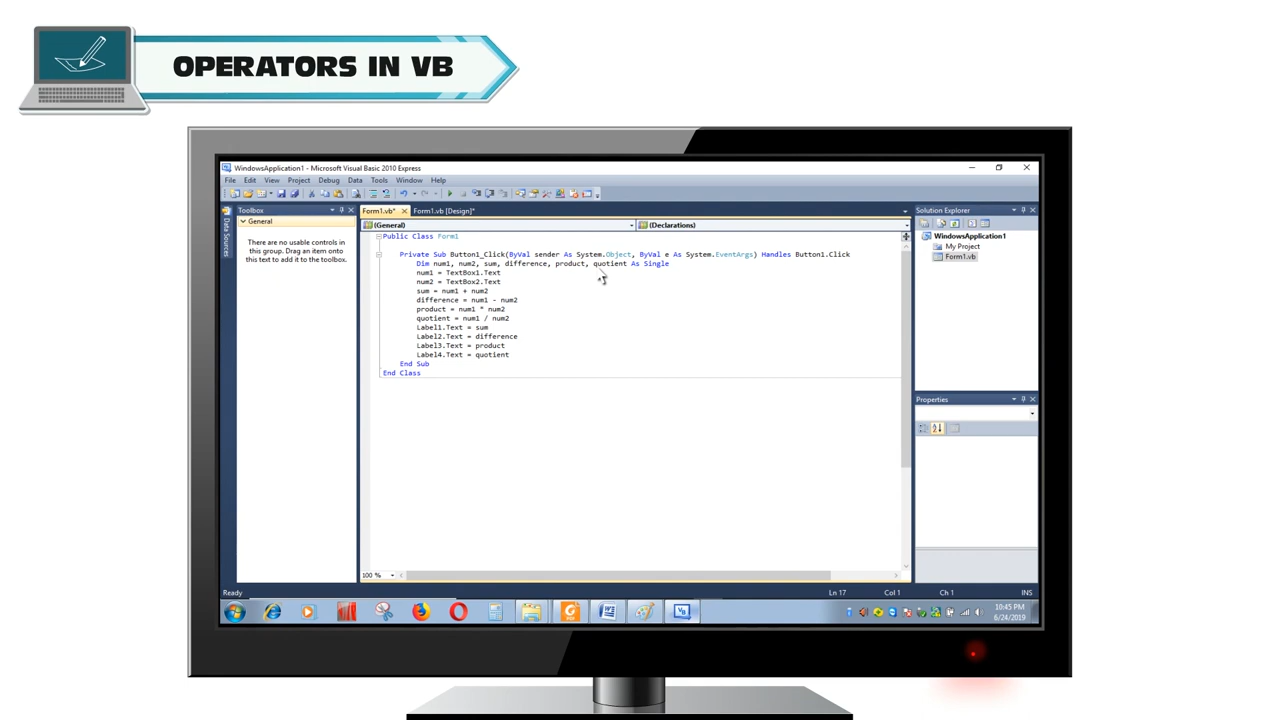 OPERATORS IN VB
WindowsApplication1 - Microsoft Visual Basic 2010 Express
File Edit View Project Debug Data Tools Window Help
Toolbox
General
There are no usable controls in
this group. Drag an item onto
this text to add it to the toolbox.
Data Sources
Form1.vb* Form1.vb [Design]*
(General) (Declarations)
Public Class Form1
Private Sub Button1_Click(ByVal sender As System.Object, ByVal e As System.EventArgs) Handles Button1.Click
Dim num1, num2, sum, difference, product, quotient As Single
num1 = TextBox1.Text
num2 = TextBox2.Text
sum = num1 + num2
difference = num1 - num2
product = num1 * num2
quotient = num1 / num2
Label1.Text = sum
Label2.Text = difference
Label3.Text = product
Label4.Text = quotient
End Sub
End Class
100 %
Solution Explorer
WindowsApplication1
My Project
Form1.vb
Properties
Ready Ln 17 Col 1 Ch 1 INS
10:45 PM
6/24/2019